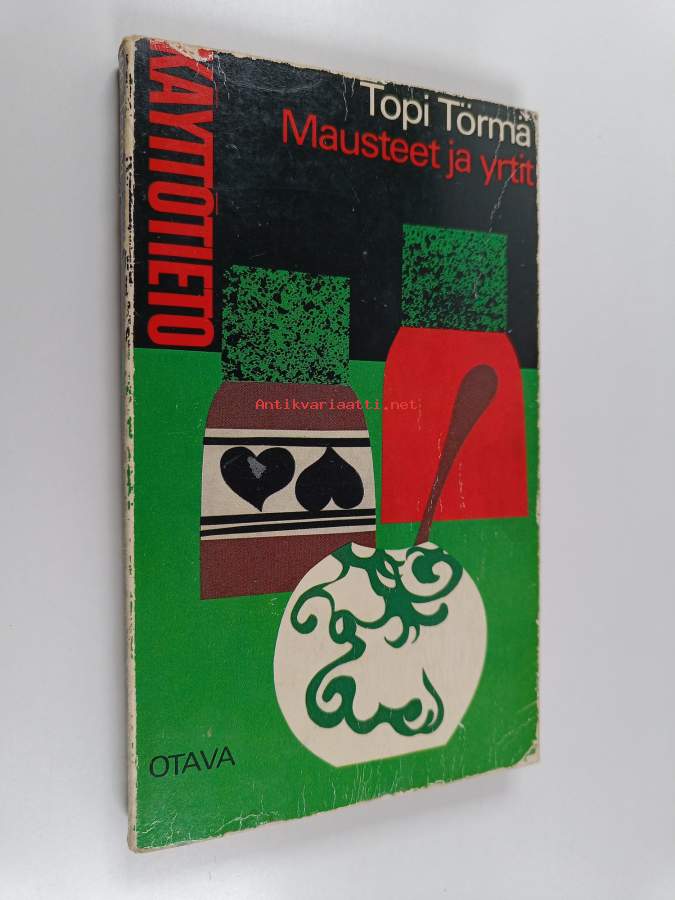 KÄYTTÖTIETO
Topi Törmä
Mausteet ja yrtit
Antikvariaatti.net
OTAVA